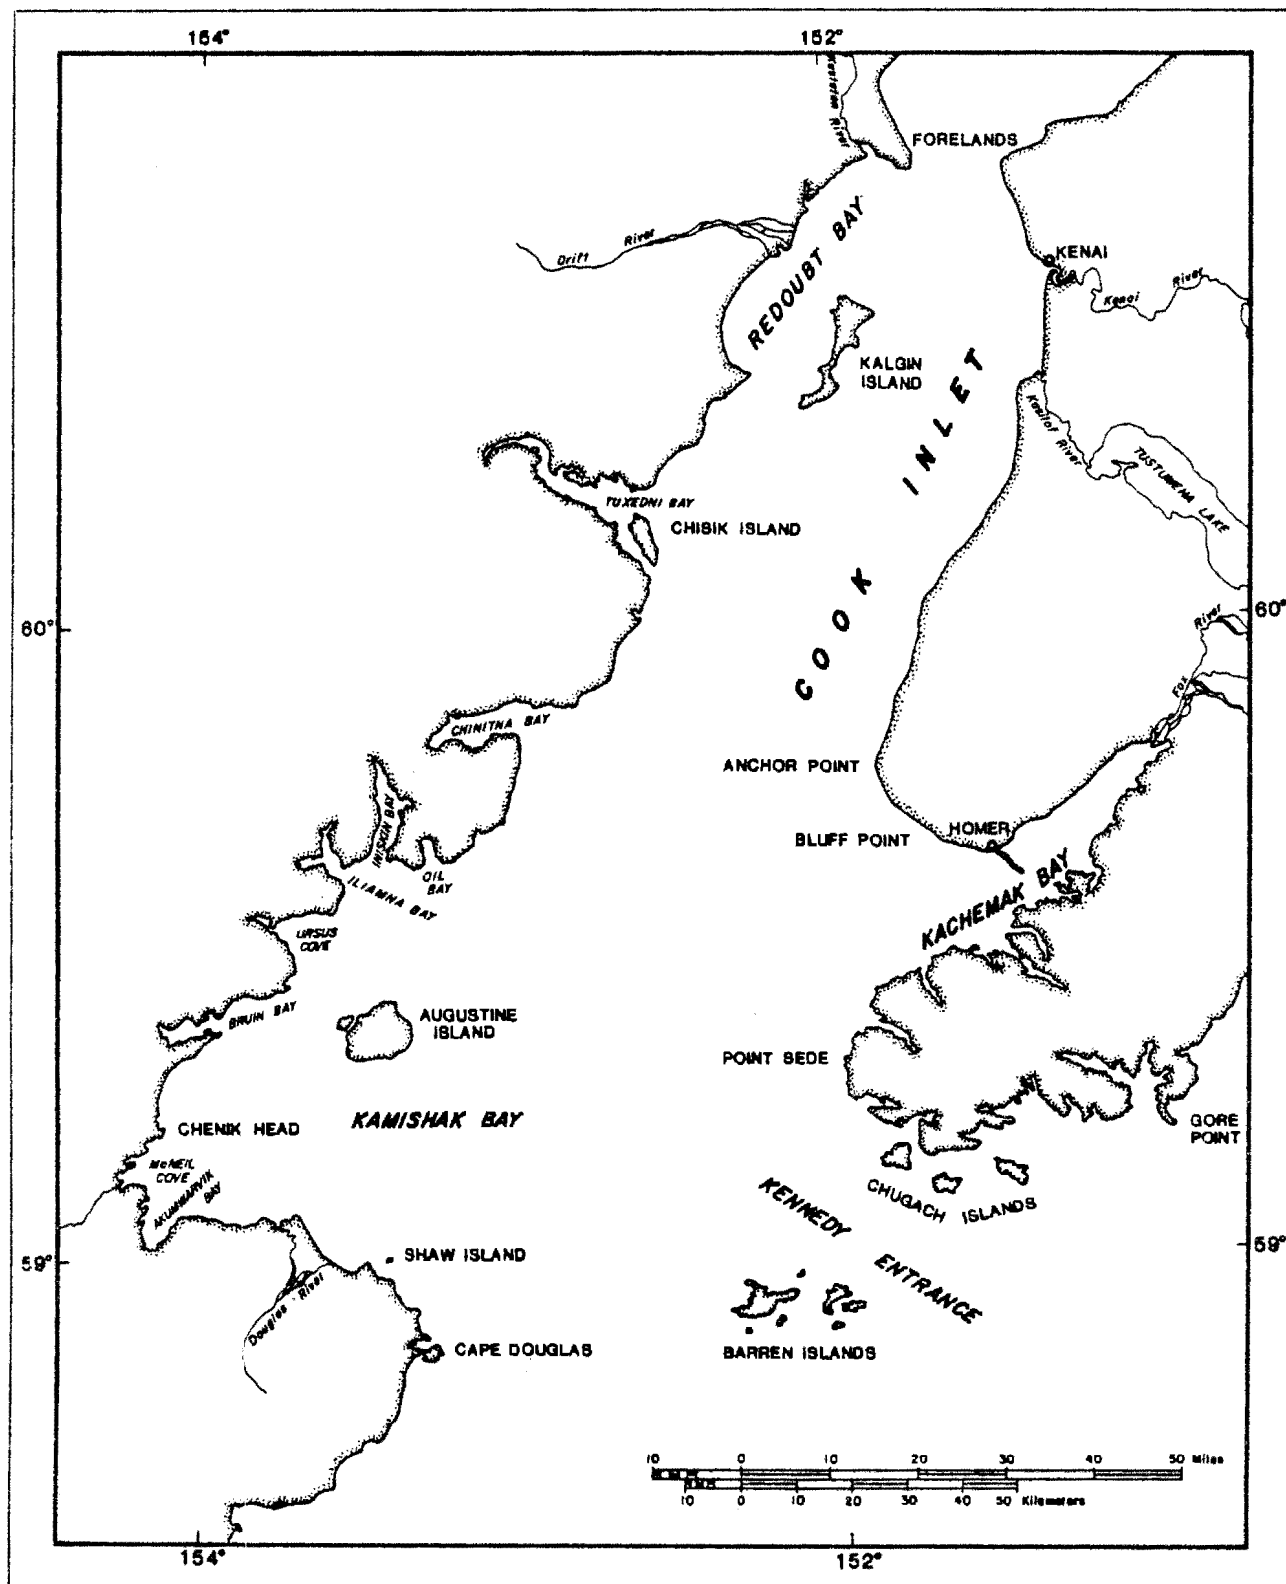 154°
152°
FORELANDS
Drift River
REDOUBT BAY
KENAI
Kenai River
KALGIN
ISLAND
COOK INLET
Kasilof River
TUSTUMENA LAKE
TUXEDNI BAY
CHISIK ISLAND
60°
60°
River
Fox
CHINITNA BAY
ANCHOR POINT
INISKIN BAY
BLUFF POINT
HOMER
OIL
BAY
ILIAMNA BAY
KACHEMAK BAY
URSUS
COVE
BRUIN BAY
AUGUSTINE
ISLAND
POINT BEDE
KAMISHAK BAY
CHENIK HEAD
GORE
POINT
McNEIL
COVE
AKUMWARVIK
BAY
CHUGACH ISLANDS
KENNEDY ENTRANCE
59°
59°
SHAW ISLAND
Douglas River
CAPE DOUGLAS
BARREN ISLANDS
10 0 10 20 30 40 50 Miles
10 0 10 20 30 40 50 Kilometers
154°
152°